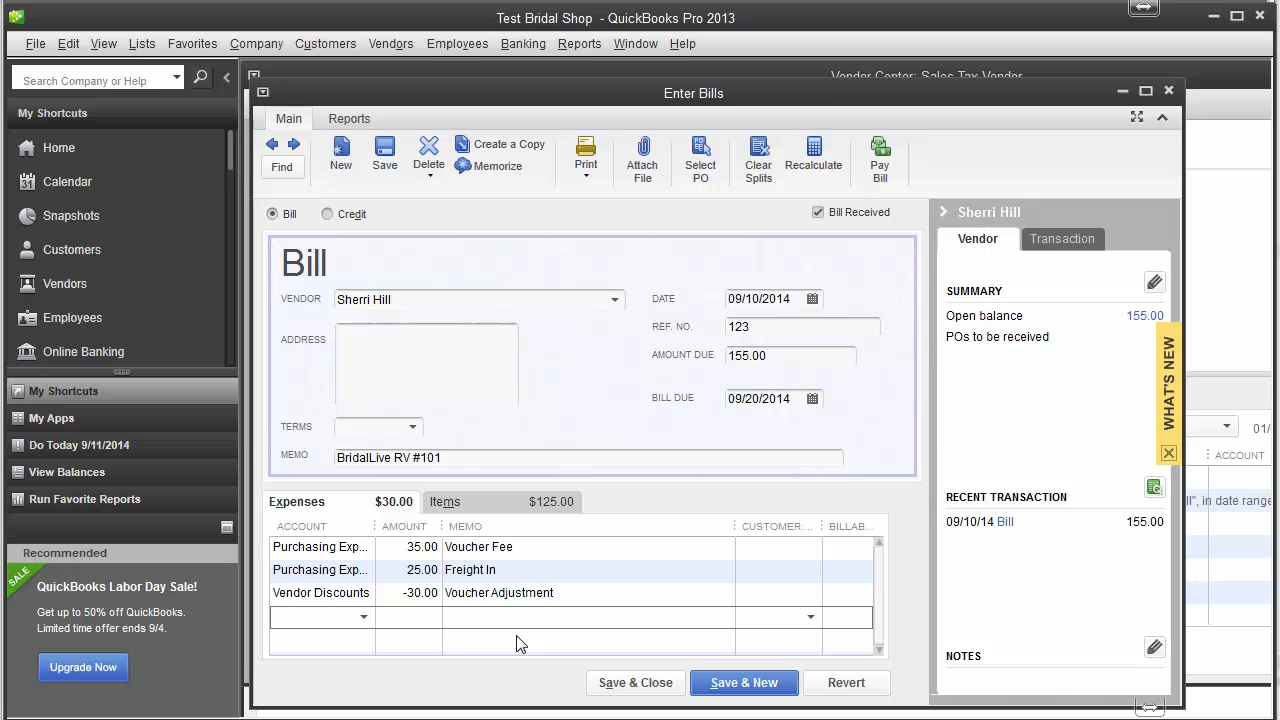 Test Bridal Shop - QuickBooks Pro 2013
File Edit View Lists Favorites Company Customers Vendors Employees Banking Reports Window Help
Search Company or Help
Vendor Center: Sales Tax Vendor
My Shortcuts
Home
Calendar
Snapshots
Customers
Vendors
Employees
Online Banking
My Shortcuts
My Apps
Do Today 9/11/2014
View Balances
Run Favorite Reports
Recommended
SALE
QuickBooks Labor Day Sale!
Get up to 50% off QuickBooks.
Limited time offer ends 9/4.
Upgrade Now
Enter Bills
Main Reports
Find
New
Save
Delete
Create a Copy
Memorize
Print
Attach
File
Select
PO
Clear
Splits
Recalculate
Pay
Bill
Bill Credit Bill Received
Bill
VENDOR Sherri Hill
ADDRESS
TERMS
MEMO BridalLive RV #101
DATE 09/10/2014
REF. NO. 123
AMOUNT DUE 155.00
BILL DUE 09/20/2014
Expenses $30.00 Items $125.00
ACCOUNT AMOUNT MEMO CUSTOMER:... BILLAB...
Purchasing Exp... 35.00 Voucher Fee
Purchasing Exp... 25.00 Freight In
Vendor Discounts -30.00 Voucher Adjustment
Save & Close Save & New Revert
Sherri Hill
Vendor Transaction
SUMMARY
Open balance 155.00
POs to be received
RECENT TRANSACTION
09/10/14 Bill 155.00
NOTES
WHAT'S NEW
01/
ACCOUNT
ll", in date range